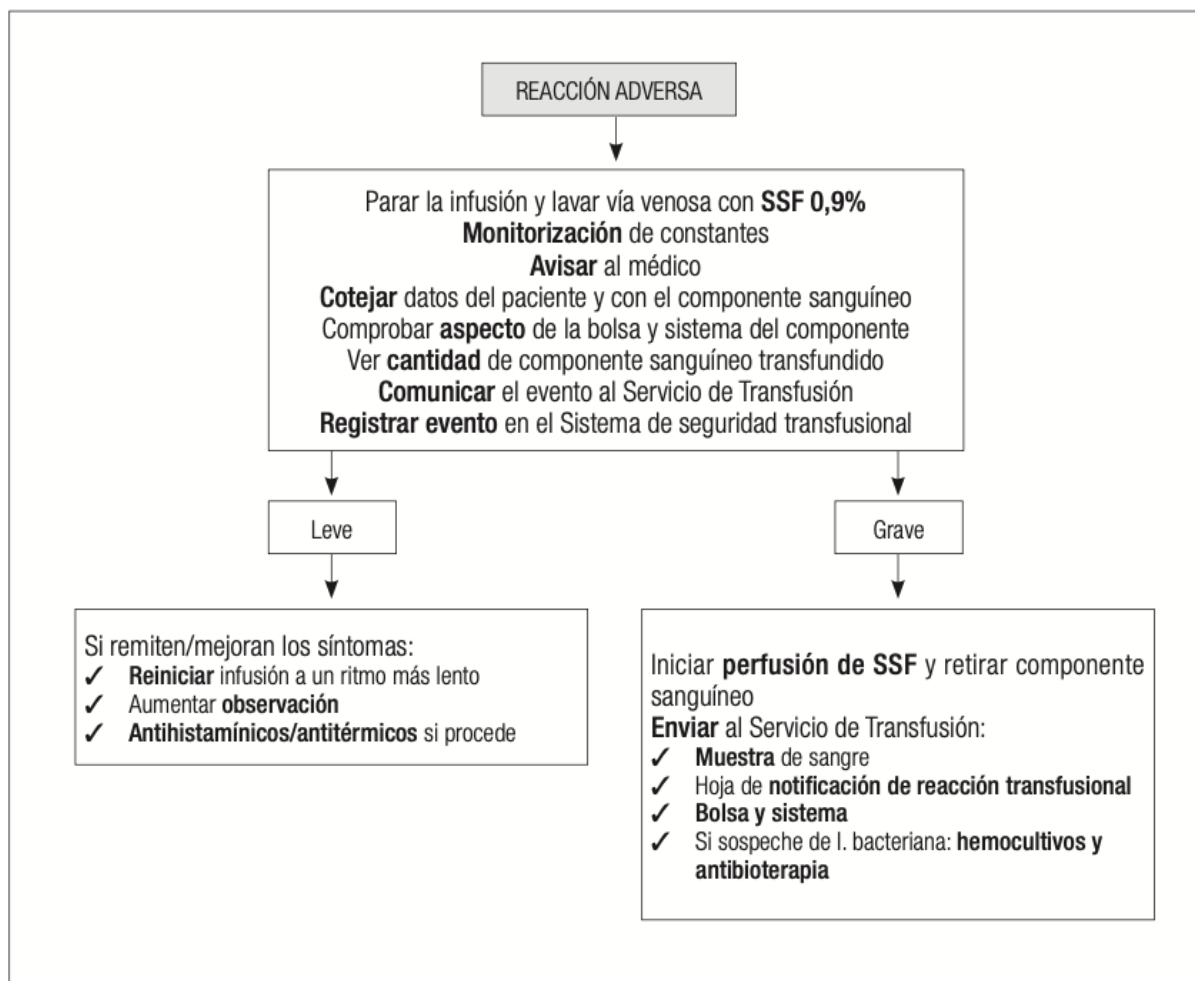 REACCIÓN ADVERSA
Parar la infusión y lavar vía venosa con SSF 0,9%
Monitorización de constantes
Avisar al médico
Cotejar datos del paciente y con el componente sanguíneo
Comprobar aspecto de la bolsa y sistema del componente
Ver cantidad de componente sanguíneo transfundido
Comunicar el evento al Servicio de Transfusión
Registrar evento en el Sistema de seguridad transfusional
Leve
Grave
Si remiten/mejoran los síntomas:
✓ Reiniciar infusión a un ritmo más lento
✓ Aumentar observación
✓ Antihistamínicos/antitérmicos si procede
Iniciar perfusión de SSF y retirar componente
sanguíneo
Enviar al Servicio de Transfusión:
✓ Muestra de sangre
✓ Hoja de notificación de reacción transfusional
✓ Bolsa y sistema
✓ Si sospeche de I. bacteriana: hemocultivos y
antibioterapia